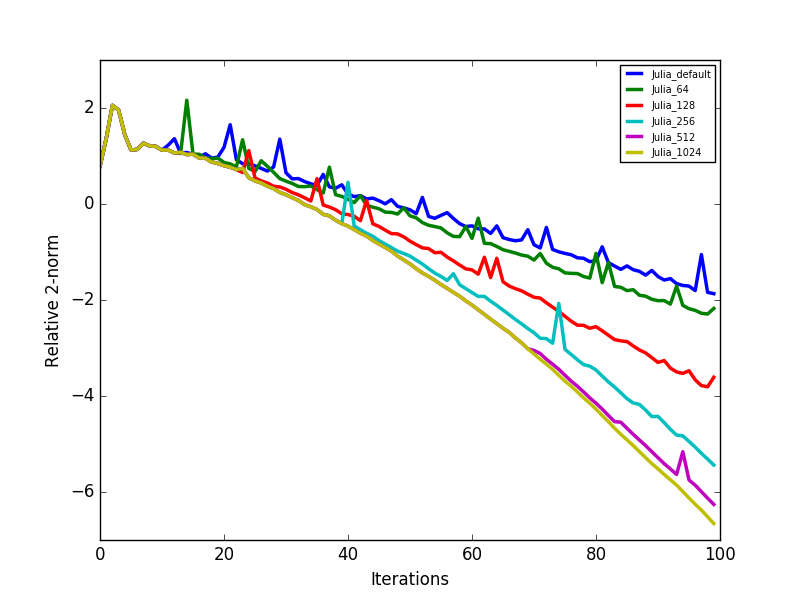 Julia_default
Julia_64
Julia_128
Julia_256
Julia_512
Julia_1024
2
0
−2
−4
−6
Relative 2-norm
0 20 40 60 80 100
Iterations